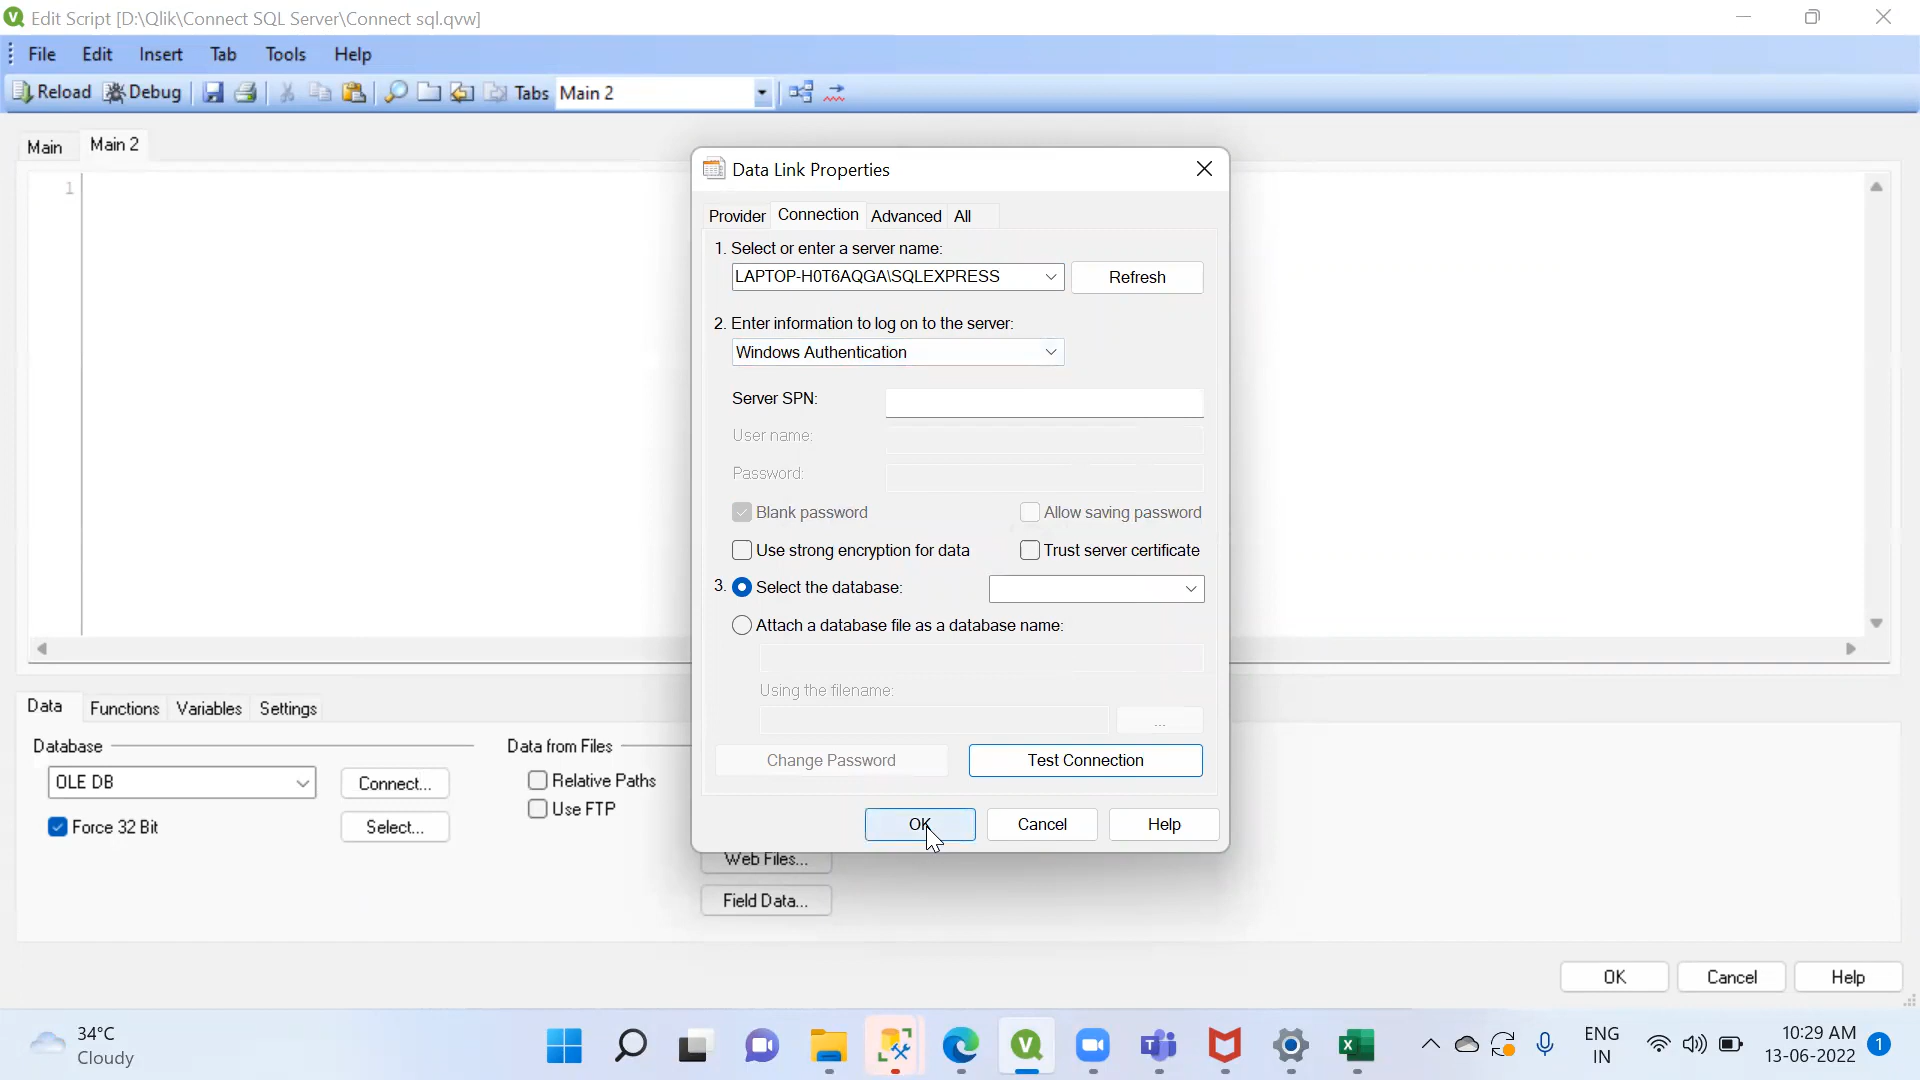 Edit Script [D:\Qlik\Connect SQL Server\Connect sql.qvw]
File Edit Insert Tab Tools Help
Reload Debug Tabs Main 2
Main Main 2
1
Data Link Properties
Provider Connection Advanced All
1. Select or enter a server name:
LAPTOP-H0T6AQGA\SQLEXPRESS Refresh
2. Enter information to log on to the server:
Windows Authentication
Server SPN:
User name:
Password:
Blank password Allow saving password
Use strong encryption for data Trust server certificate
3. Select the database:
Attach a database file as a database name:
Using the filename:
...
Change Password Test Connection
OK Cancel Help
Data Functions Variables Settings
Database Data from Files
OLE DB Connect... Relative Paths
Use FTP
Force 32 Bit Select...
Web Files...
Field Data...
OK Cancel Help
34°C
Cloudy
ENG
IN
10:29 AM
13-06-2022
1